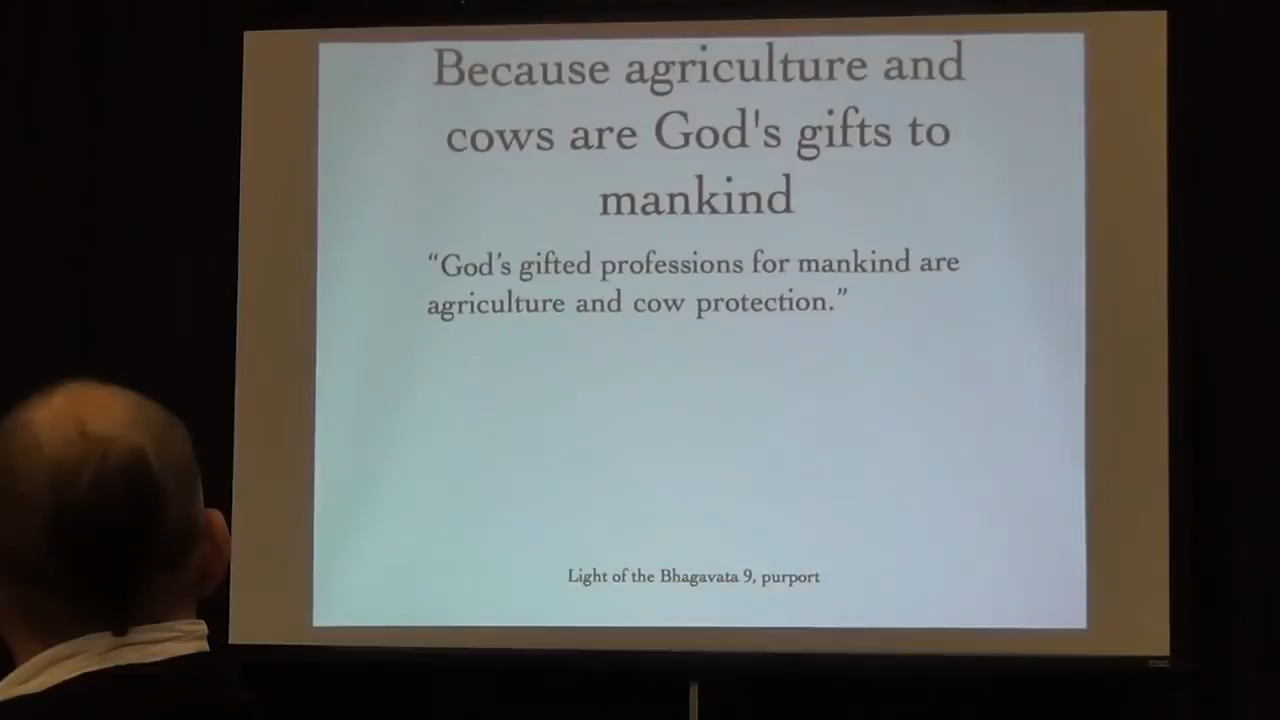 Because agriculture and
cows are God's gifts to
mankind
“God’s gifted professions for mankind are
agriculture and cow protection.”
Light of the Bhagavata 9, purport